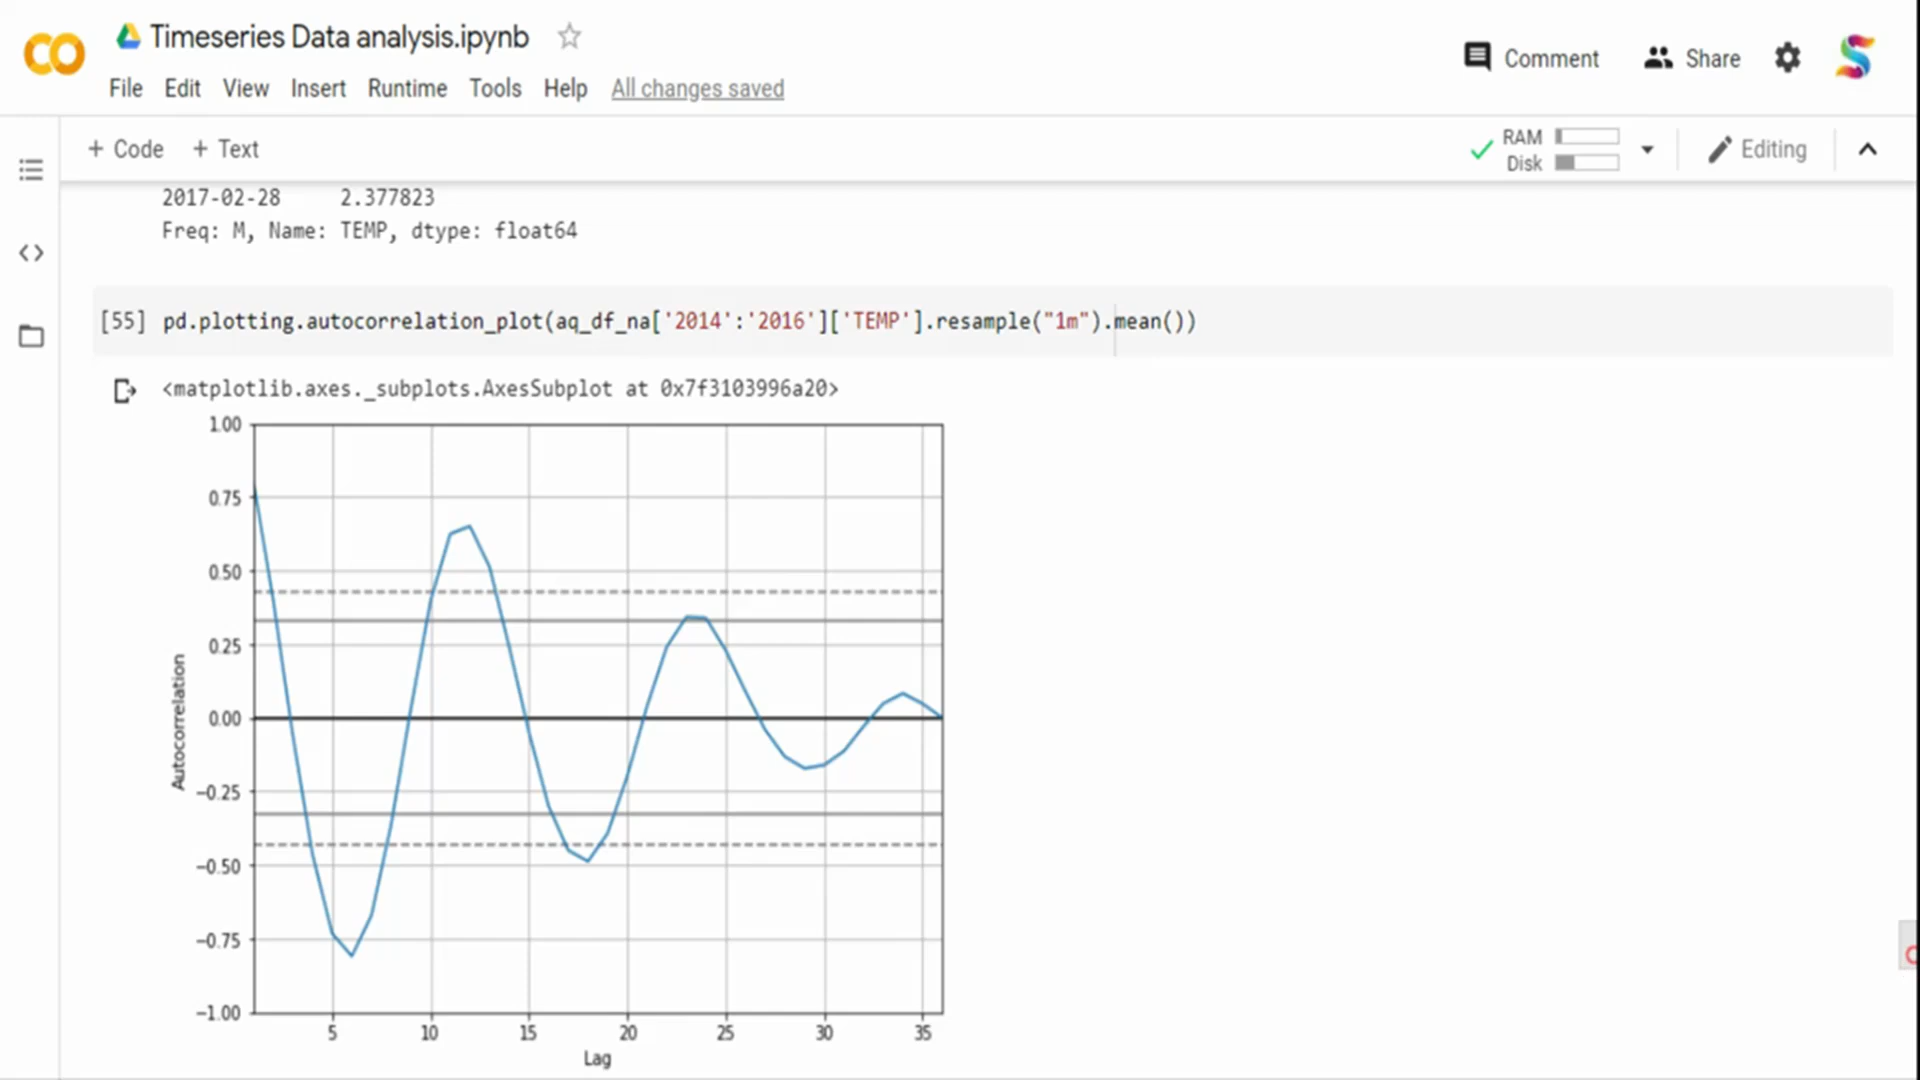 Timeseries Data analysis.ipynb
File Edit View Insert Runtime Tools Help All changes saved
Comment Share
+ Code + Text
RAM
Disk
Editing
2017-02-28 2.377823
Freq: M, Name: TEMP, dtype: float64
[55] pd.plotting.autocorrelation_plot(aq_df_na['2014':'2016']['TEMP'].resample("1m").mean())
<matplotlib.axes._subplots.AxesSubplot at 0x7f3103996a20>
1.00
0.75
0.50
0.25
0.00
−0.25
−0.50
−0.75
−1.00
Autocorrelation
5 10 15 20 25 30 35
Lag